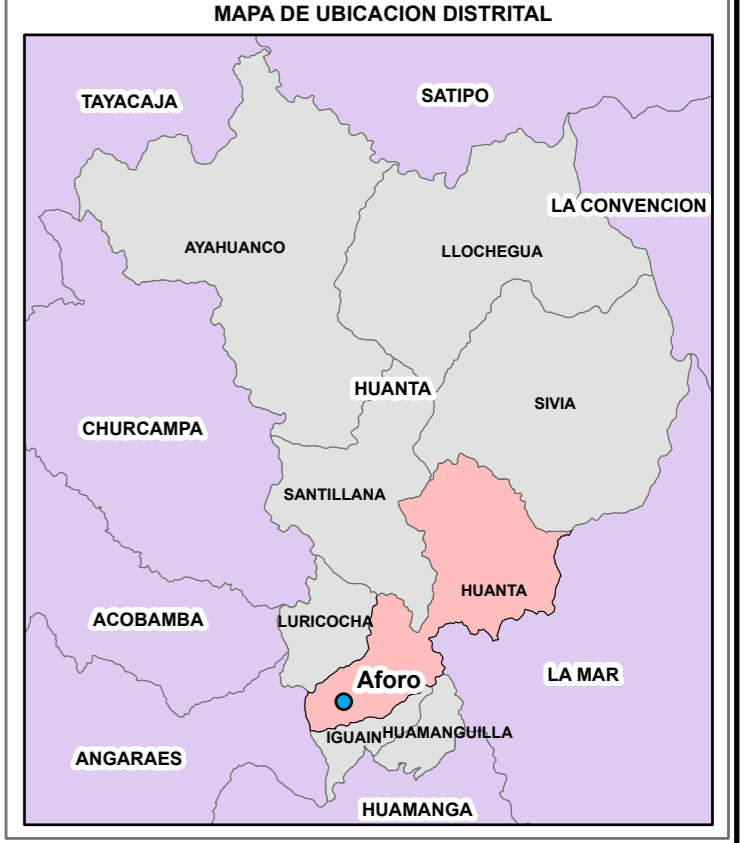 MAPA DE UBICACION DISTRITAL
TAYACAJA
SATIPO
LA CONVENCION
AYAHUANCO
LLOCHEGUA
HUANTA
SIVIA
CHURCAMPA
SANTILLANA
HUANTA
ACOBAMBA
LURICOCHA
LA MAR
Aforo
IGUAIN
HUAMANGUILLA
ANGARAES
HUAMANGA